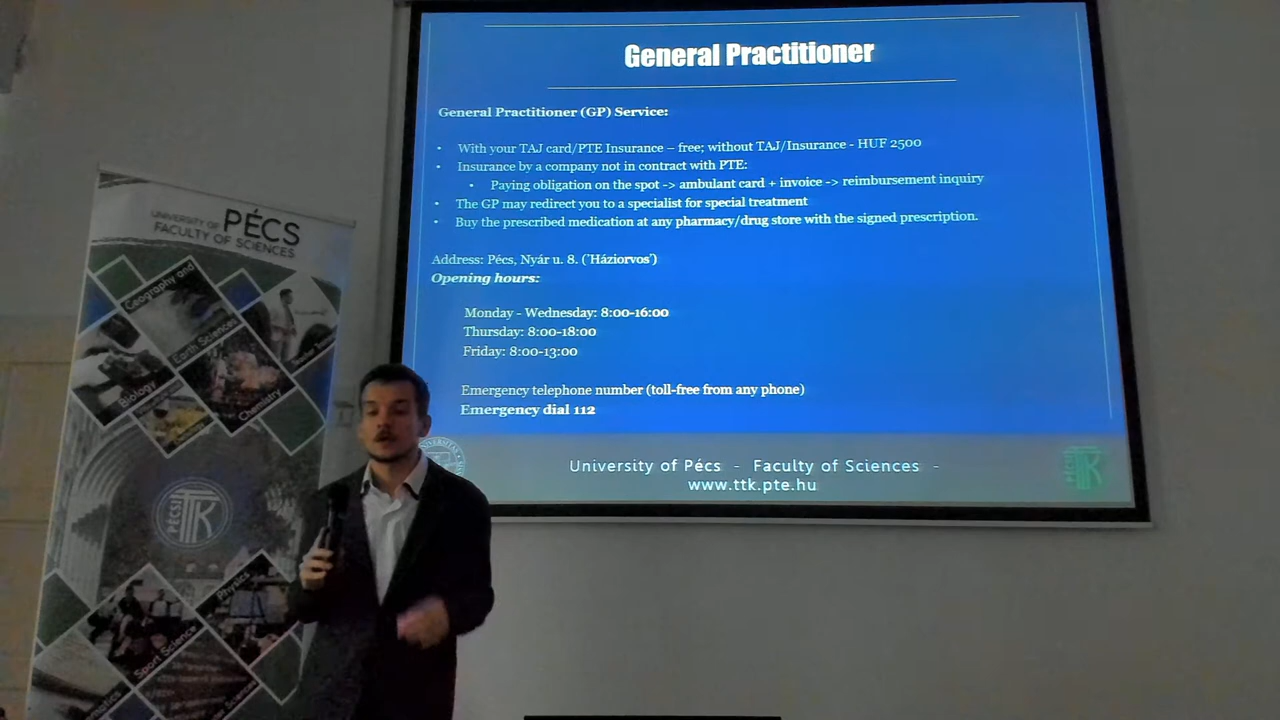 General Practitioner
General Practitioner (GP) Service:
• With your TAJ card/PTE Insurance – free; without TAJ/Insurance - HUF 2500
• Insurance by a company not in contract with PTE:
• Paying obligation on the spot -> ambulant card + invoice -> reimbursement inquiry
• The GP may redirect you to a specialist for special treatment
• Buy the prescribed medication at any pharmacy/drug store with the signed prescription.
Address: Pécs, Nyár u. 8. ('Háziorvos')
Opening hours:
Monday - Wednesday: 8:00-16:00
Thursday: 8:00-18:00
Friday: 8:00-13:00
Emergency telephone number (toll-free from any phone)
Emergency dial 112
University of Pécs - Faculty of Sciences -
www.ttk.pte.hu
PÉCSI TTK
UNIVERSITY OF PÉCS
FACULTY OF SCIENCES
Geography and
Earth Sciences
Biology
Chemistry
PÉCSI TTK
Physics
Sport Science